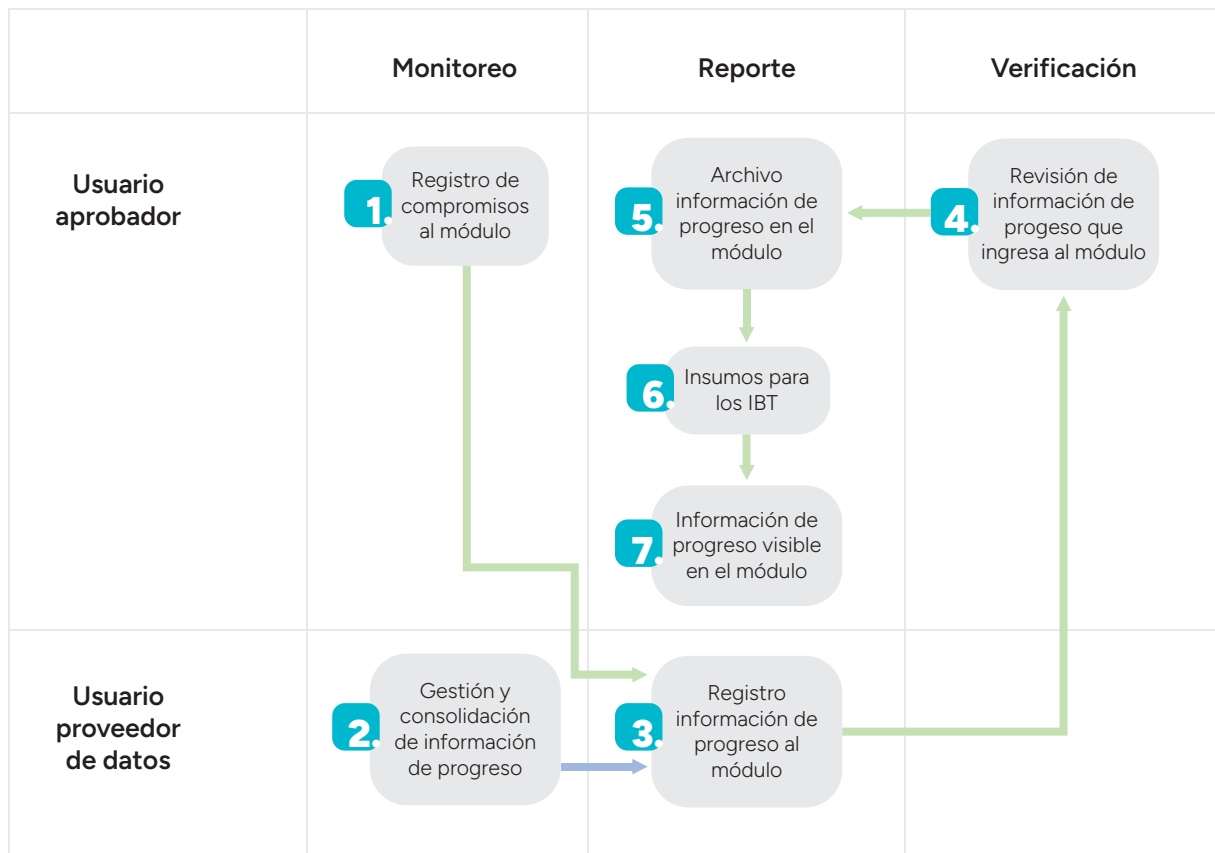 Monitoreo
Reporte
Verificación
Usuario
aprobador
1.
Registro de
compromisos
al módulo
5.
Archivo
información de
progreso en el
módulo
4.
Revisión de
información de
progeso que
ingresa al módulo
6.
Insumos para
los IBT
7.
Información de
progreso visible
en el módulo
Usuario
proveedor
de datos
2.
Gestión y
consolidación
de información
de progreso
3.
Registro
información de
progreso al
módulo